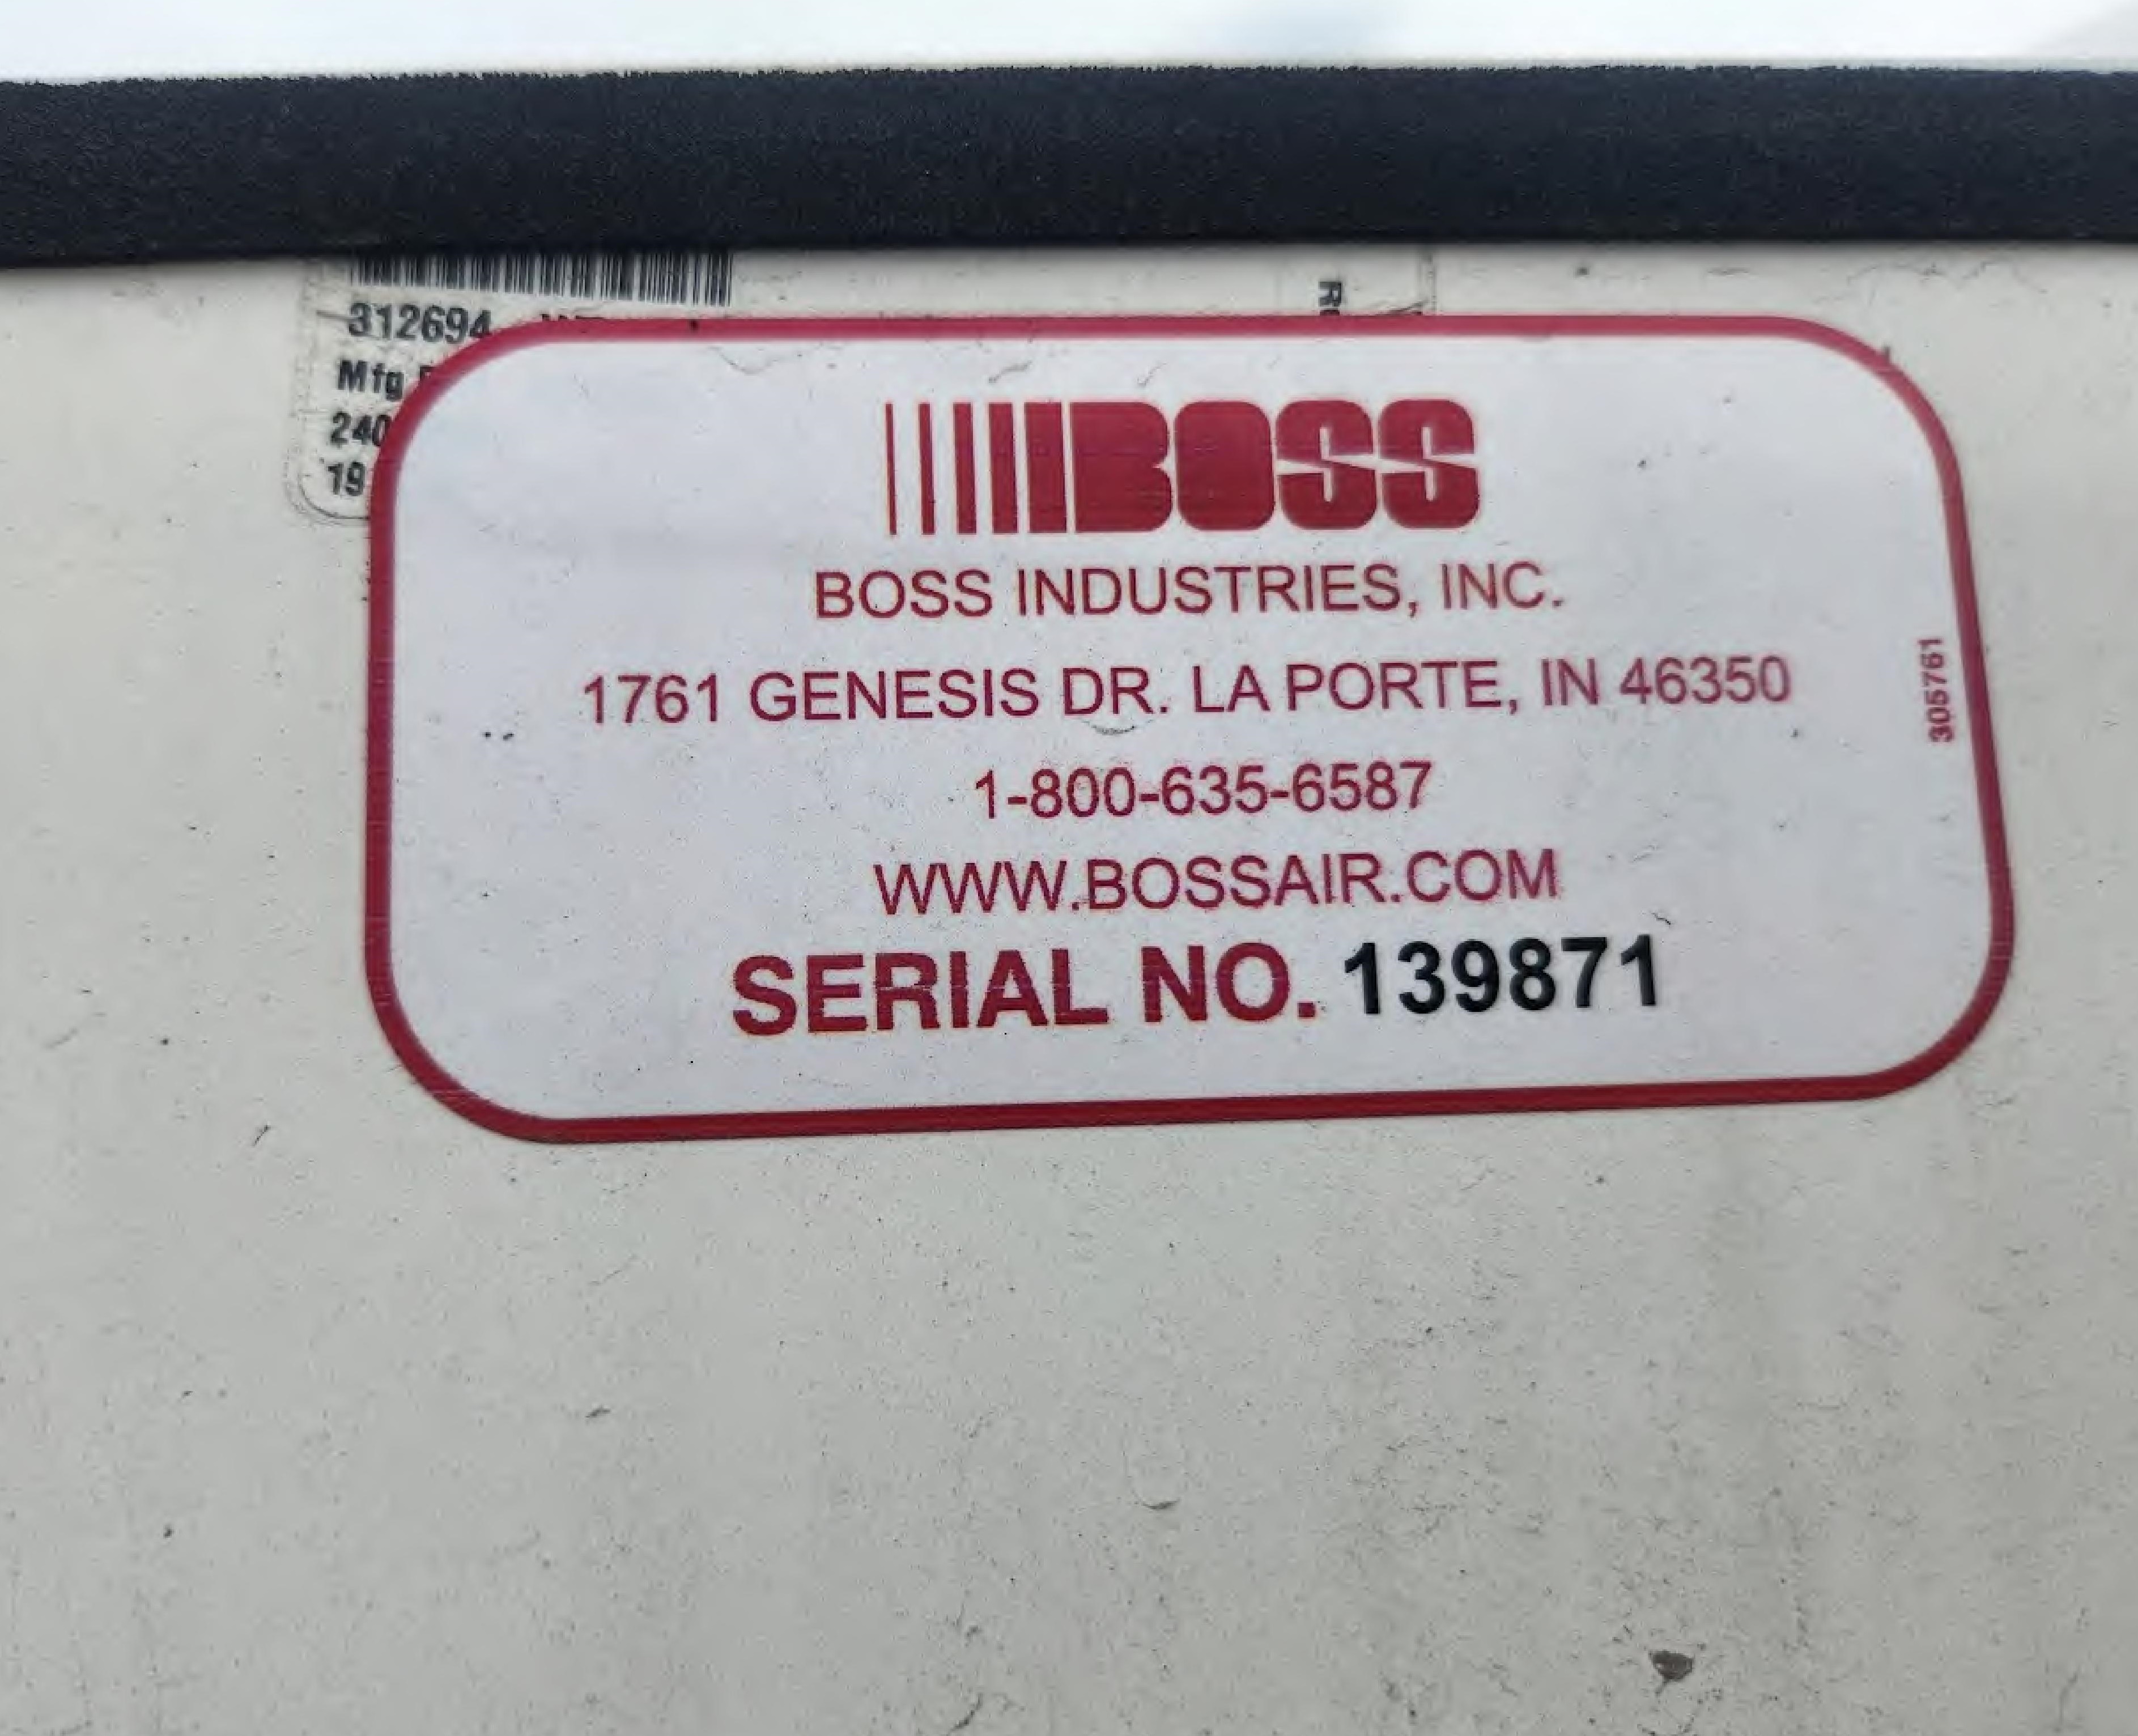 312694
Mfg
240
19
BOSS
BOSS INDUSTRIES, INC.
1761 GENESIS DR. LA PORTE, IN 46350
305761
1-800-635-6587
WWW.BOSSAIR.COM
SERIAL NO. 139871